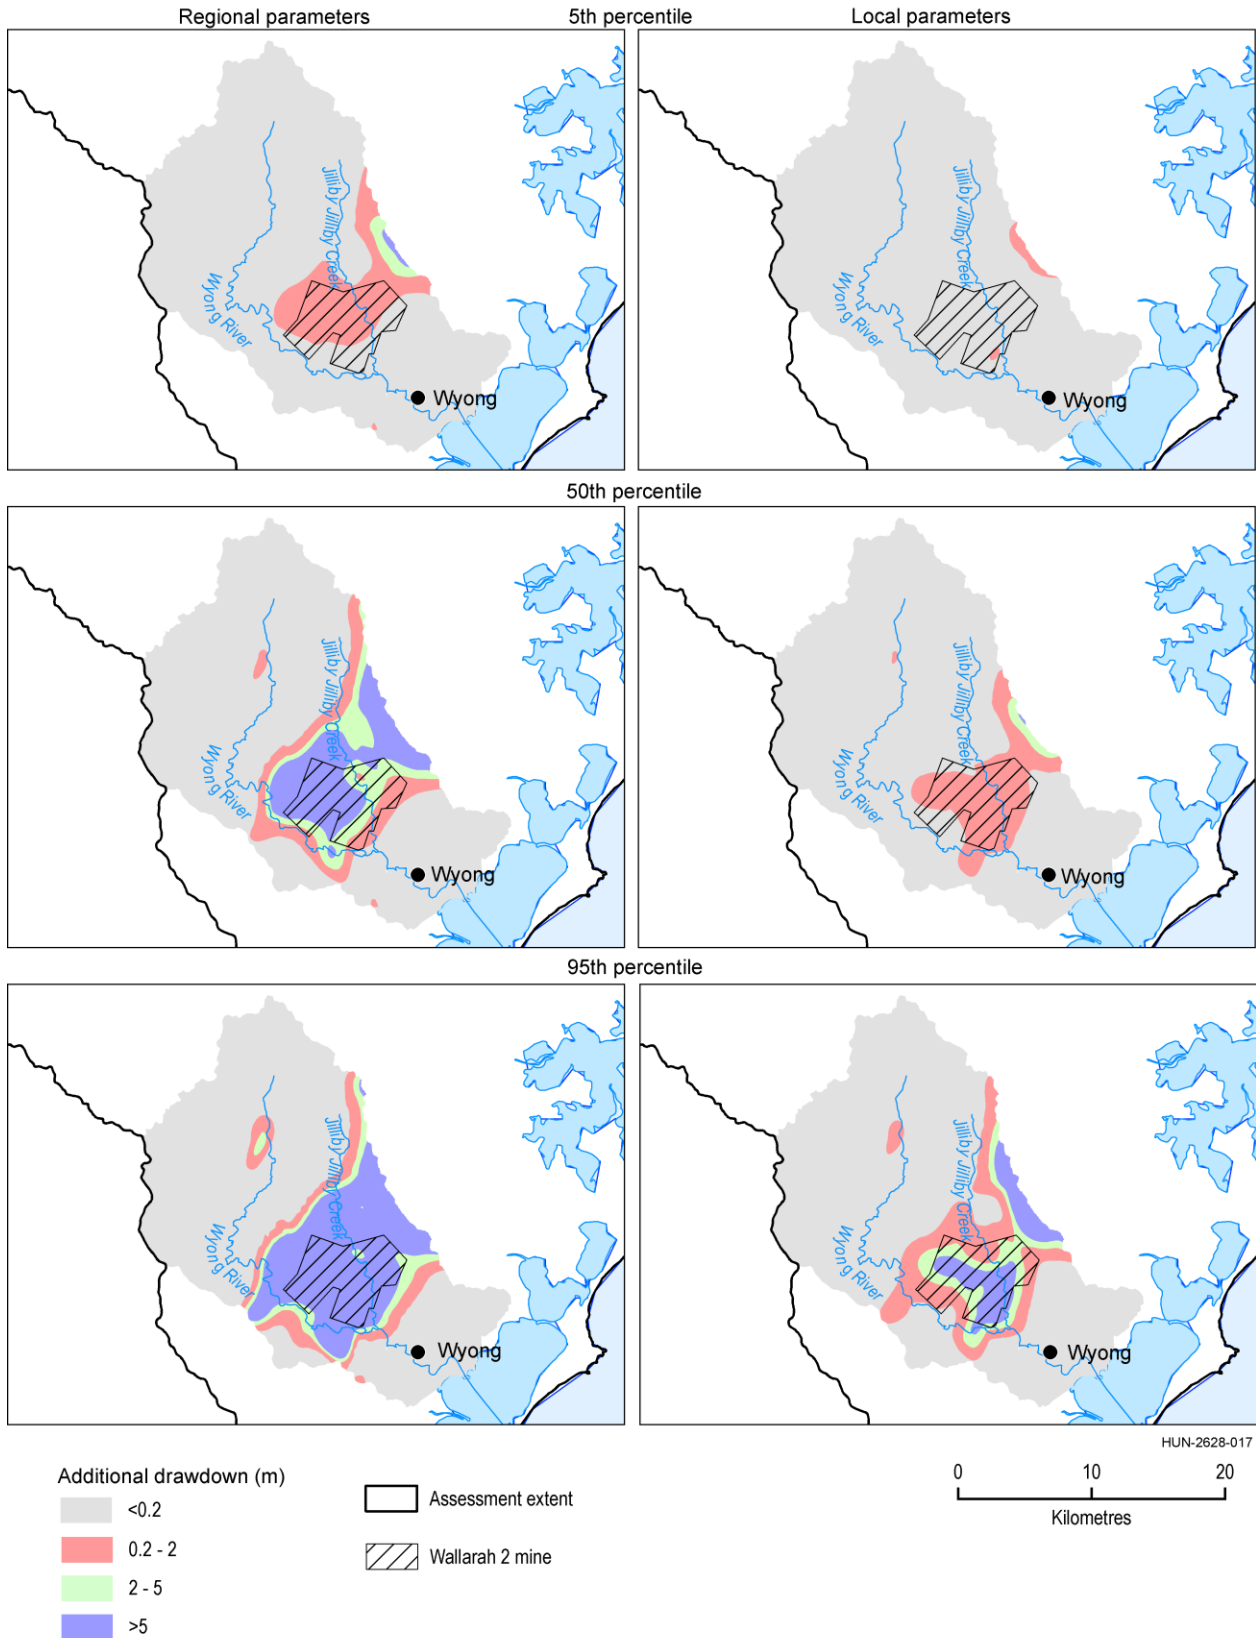 Regional parameters
5th percentile
Local parameters
Jilliby Jilliby Creek
Wyong River
Wyong
Jilliby Jilliby Creek
Wyong River
Wyong
50th percentile
Jilliby Jilliby Creek
Wyong River
Wyong
Jilliby Jilliby Creek
Wyong River
Wyong
95th percentile
Jilliby Jilliby Creek
Wyong River
Wyong
Jilliby Jilliby Creek
Wyong River
Wyong
HUN-2628-017
Additional drawdown (m)
<0.2
0.2 - 2
2 - 5
>5
Assessment extent
Wallarah 2 mine
0 10 20
Kilometres